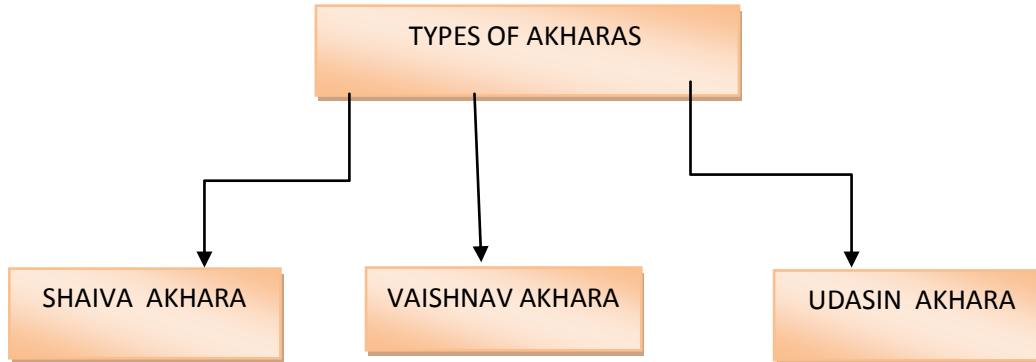 TYPES OF AKHARAS
SHAIVA AKHARA
VAISHNAV AKHARA
UDASIN AKHARA